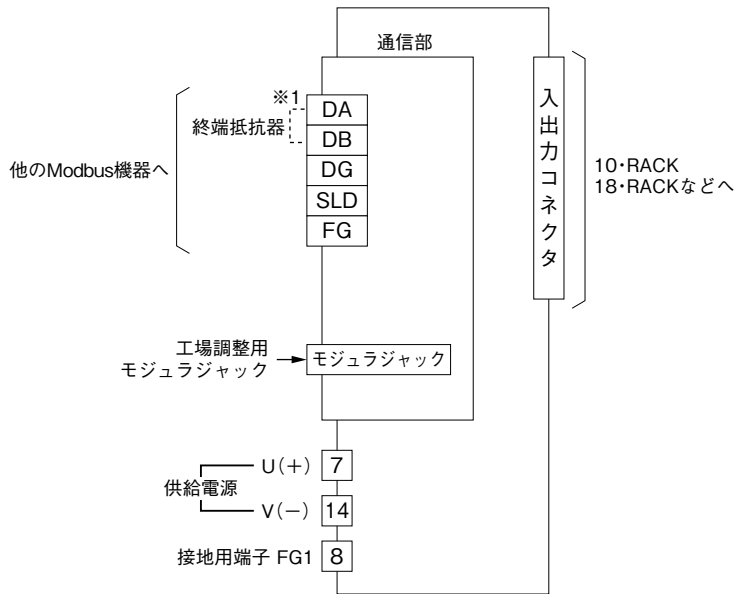 通信部
※1
終端抵抗器
DA
DB
DG
SLD
FG
他のModbus機器へ
入出力コネクタ
10・RACK
18・RACKなどへ
工場調整用
モジュラジャック
モジュラジャック
供給電源
U(+)
7
V(−)
14
接地用端子 FG1
8